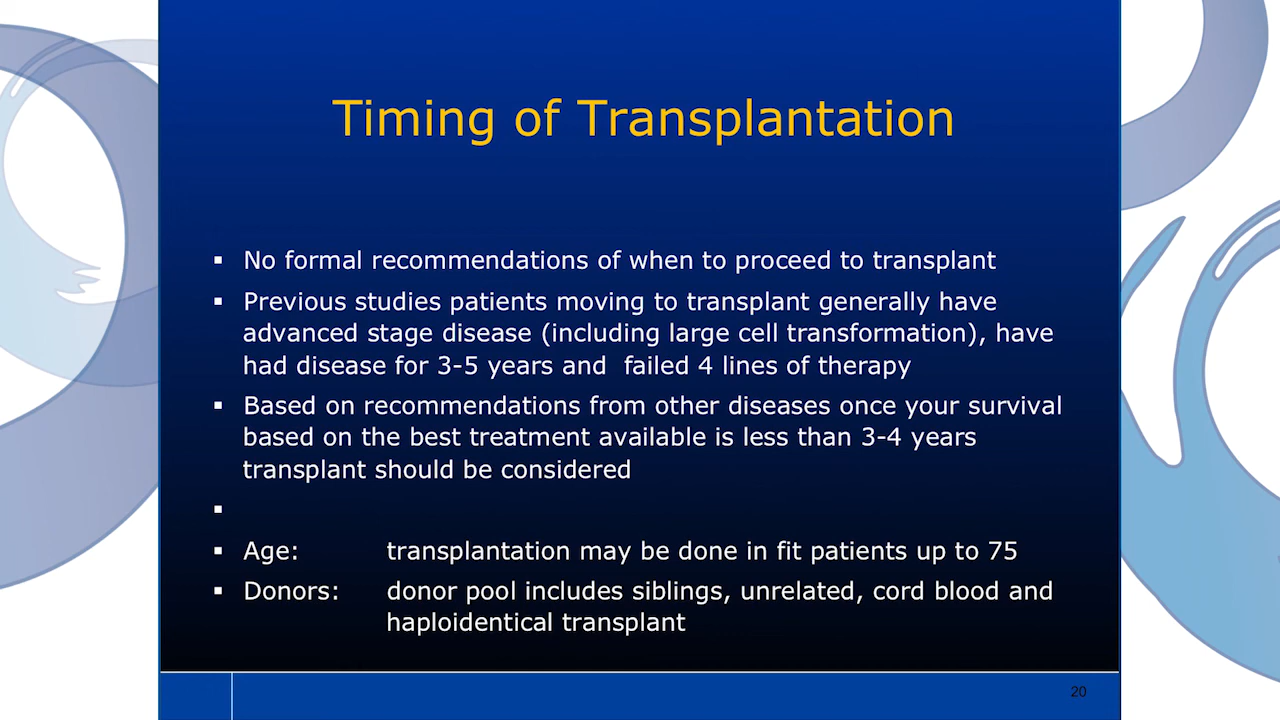 Timing of Transplantation
▪ No formal recommendations of when to proceed to transplant
▪ Previous studies patients moving to transplant generally have
advanced stage disease (including large cell transformation), have
had disease for 3-5 years and  failed 4 lines of therapy
▪ Based on recommendations from other diseases once your survival
based on the best treatment available is less than 3-4 years
transplant should be considered
▪
▪ Age: transplantation may be done in fit patients up to 75
▪ Donors: donor pool includes siblings, unrelated, cord blood and
haploidentical transplant
20